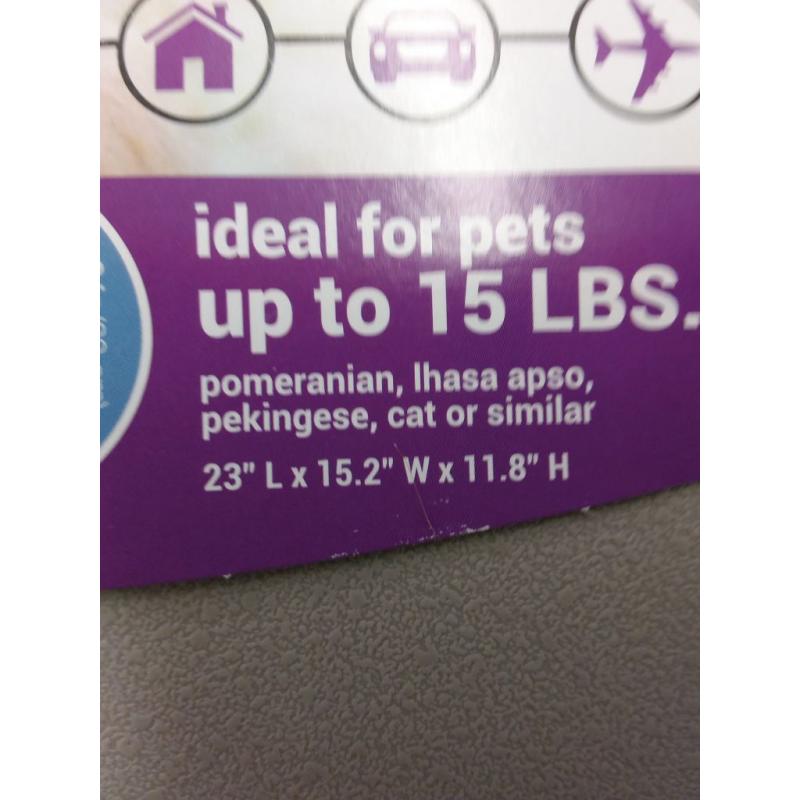 ideal for pets
up to 15 LBS.
pomeranian, lhasa apso,
pekingese, cat or similar
23" L x 15.2" W x 11.8" H